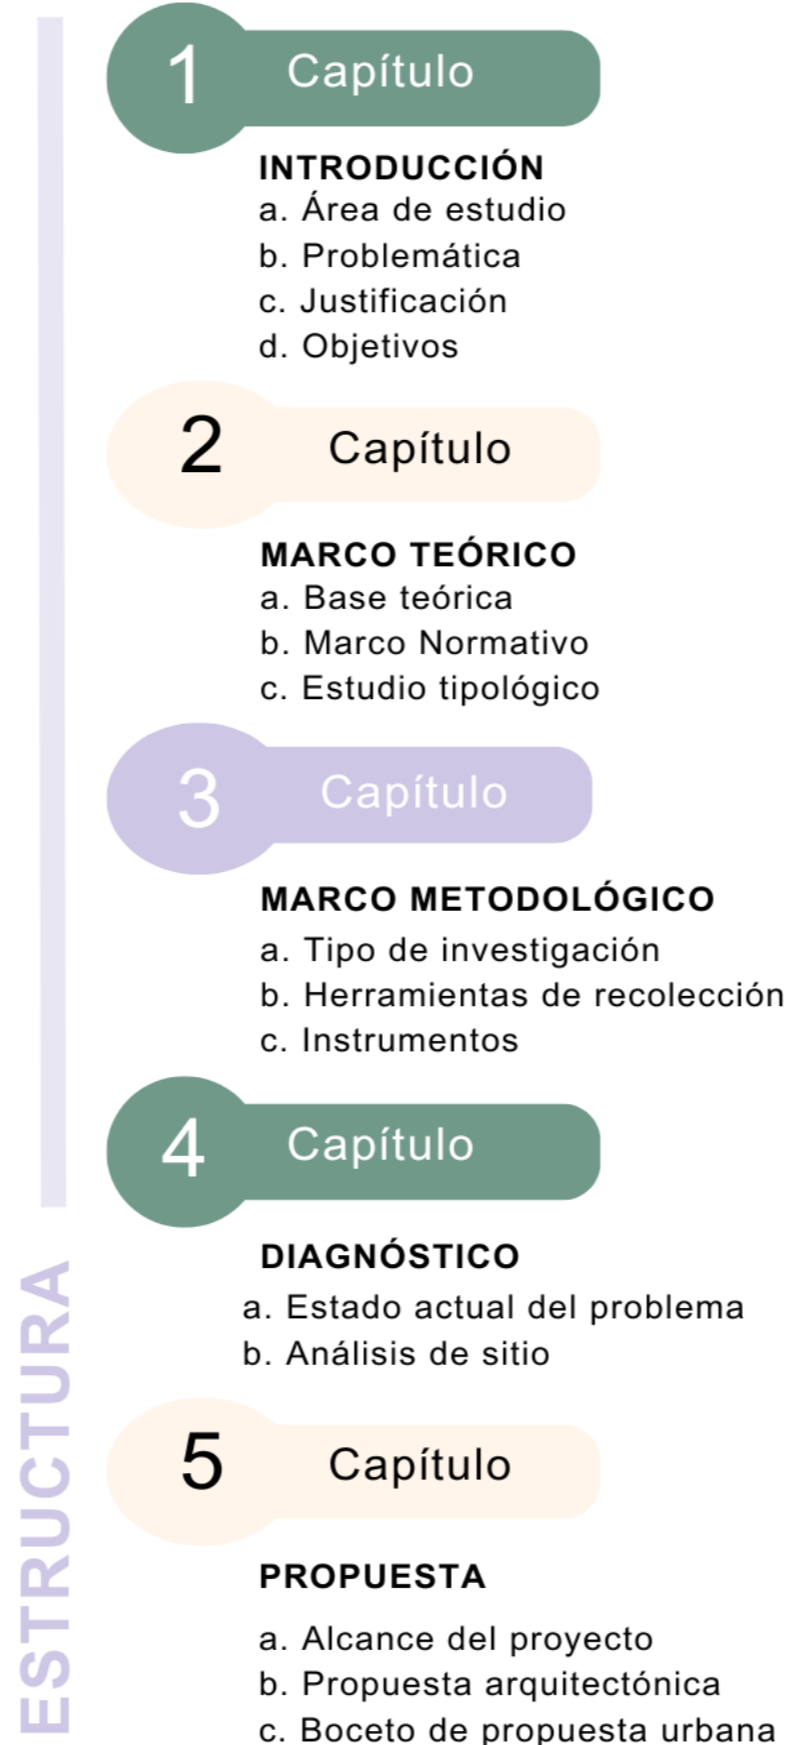 1 Capítulo
INTRODUCCIÓN
a. Área de estudio
b. Problemática
c. Justificación
d. Objetivos
2 Capítulo
MARCO TEÓRICO
a. Base teórica
b. Marco Normativo
c. Estudio tipológico
3 Capítulo
MARCO METODOLÓGICO
a. Tipo de investigación
b. Herramientas de recolección
c. Instrumentos
4 Capítulo
DIAGNÓSTICO
a. Estado actual del problema
b. Análisis de sitio
5 Capítulo
PROPUESTA
a. Alcance del proyecto
b. Propuesta arquitectónica
c. Boceto de propuesta urbana
ESTRUCTURA